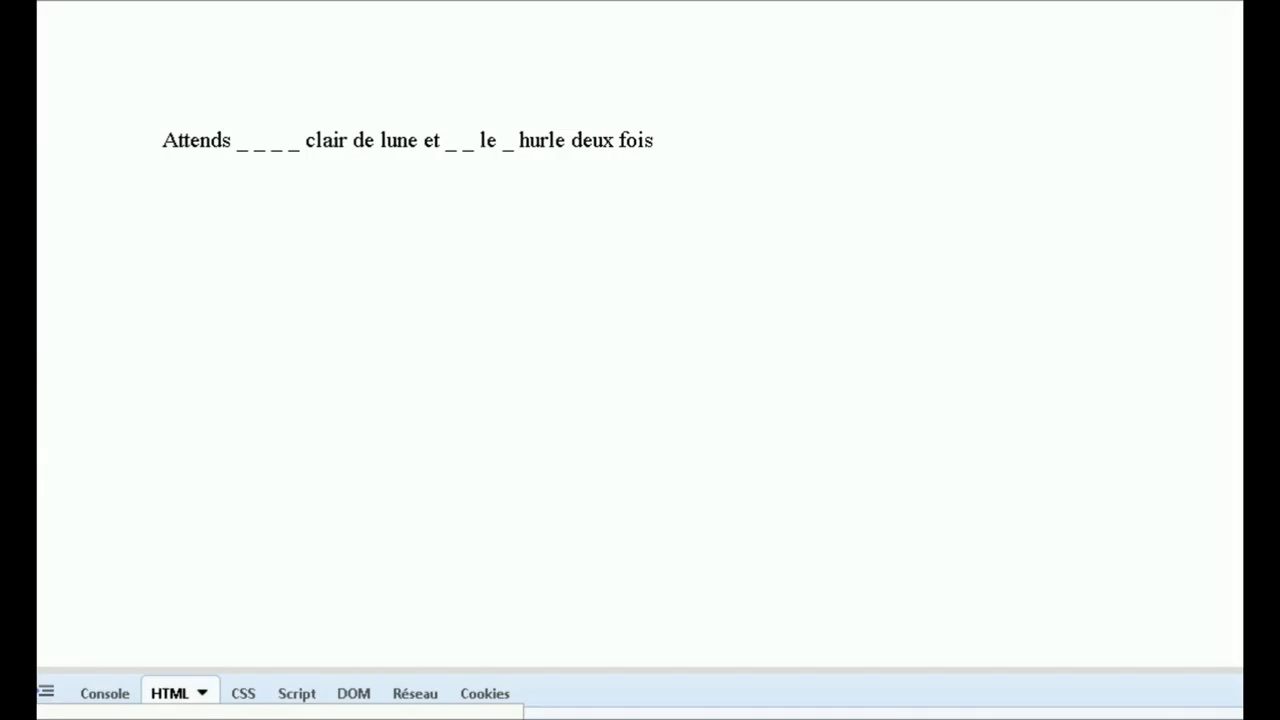 Attends _ _ _ _ clair de lune et _ _ le _ hurle deux fois
Console HTML CSS Script DOM Réseau Cookies